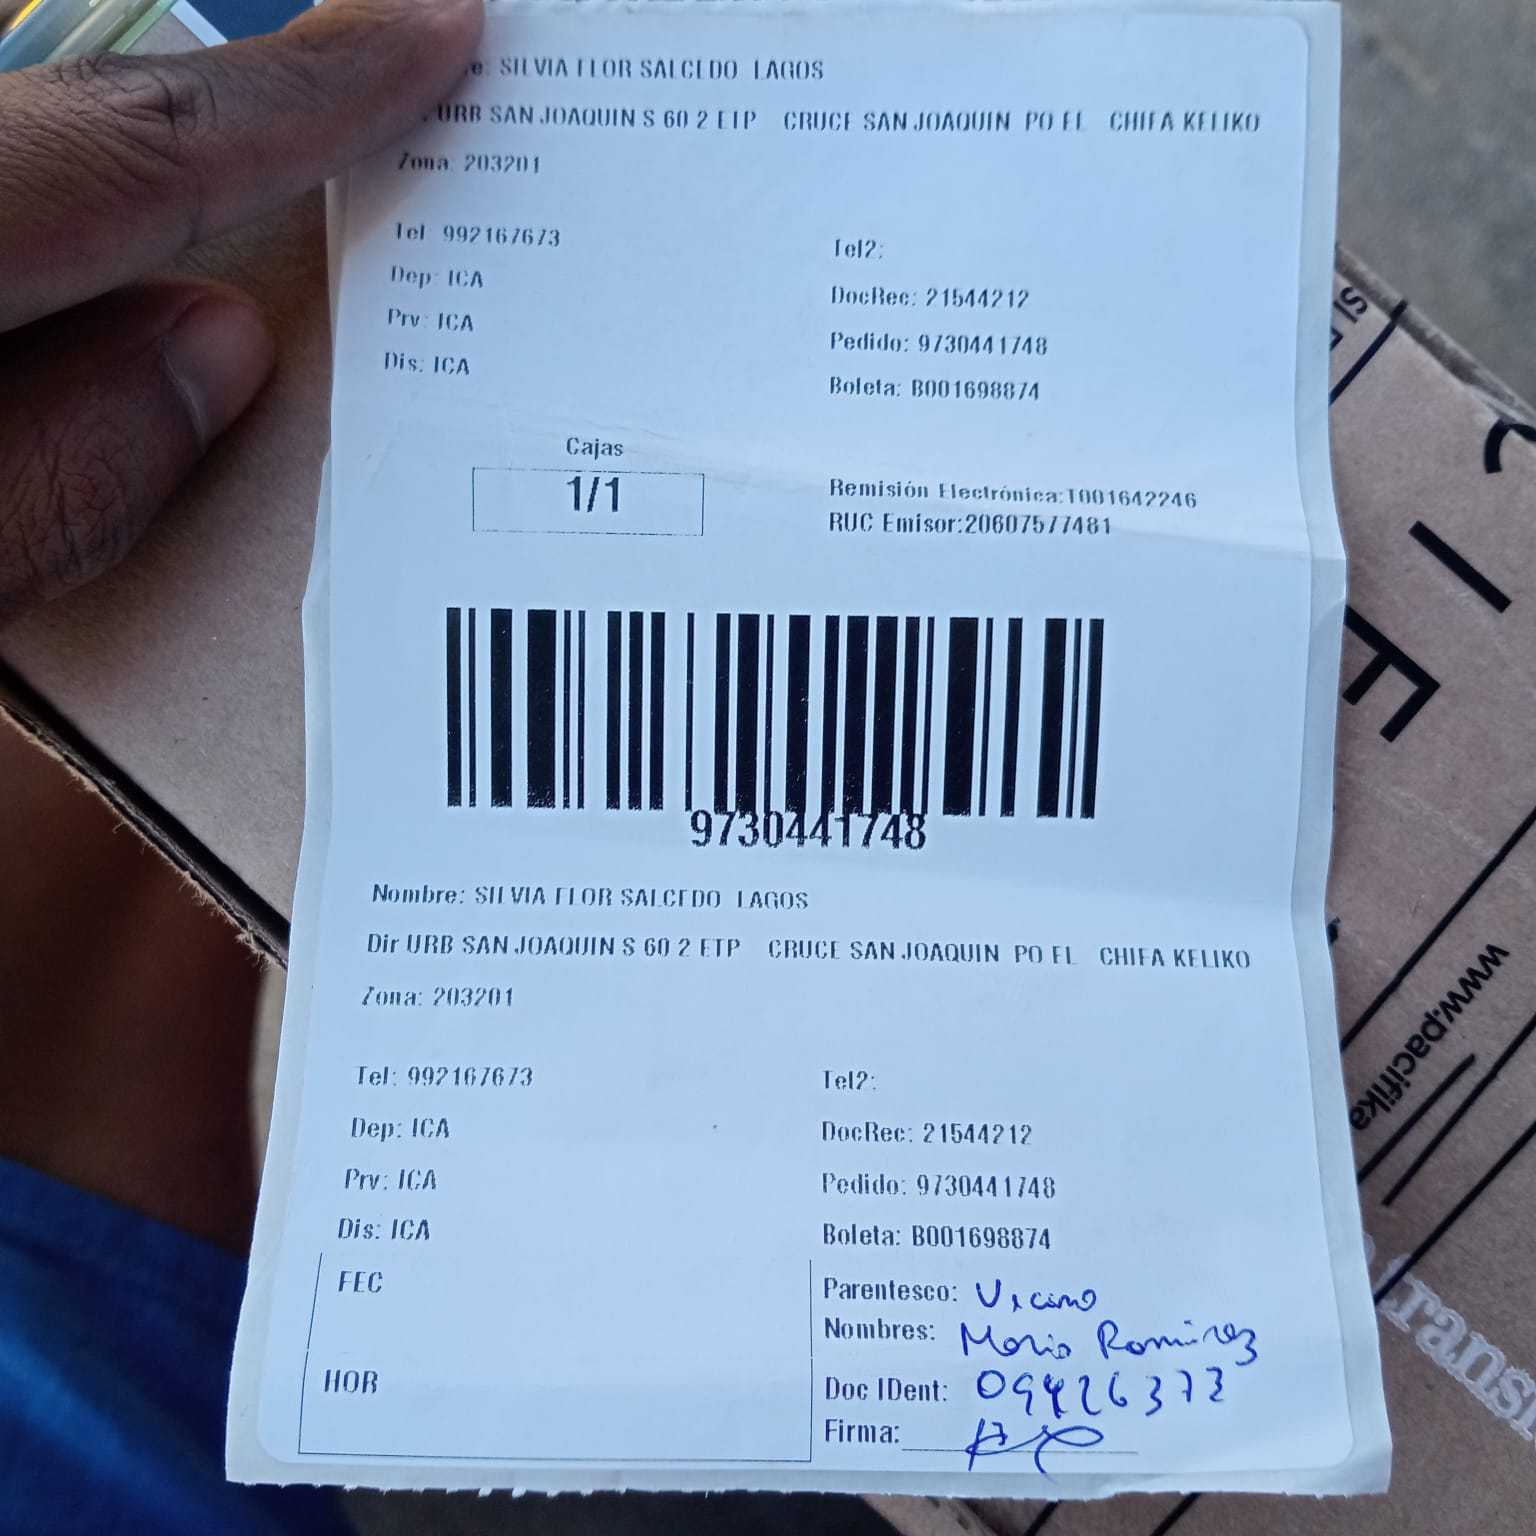 e: SILVIA FLOR SALCEDO LAGOS
URB SAN JOAQUIN S 60 2 ETP CRUCE SAN JOAQUIN PO EL CHIFA KELIKO
Zona: 203201
Tel: 992167673
Tel2:
Dep: ICA
DocRec: 21544212
Prv: ICA
Pedido: 9730441748
Dis: ICA
Boleta: B001698874
Cajas
1/1
Remisión Electrónica:T001642246
RUC Emisor:20607577481
9730441748
Nombre: SILVIA FLOR SALCEDO LAGOS
Dir URB SAN JOAQUIN S 60 2 ETP CRUCE SAN JOAQUIN PO EL CHIFA KELIKO
Zona: 203201
Tel: 992167673
Tel2:
Dep: ICA
DocRec: 21544212
Prv: ICA
Pedido: 9730441748
Dis: ICA
Boleta: B001698874
FEC
Parentesco: Vecino
Nombres: Mario Ramirez
HOR
Doc IDent: 09426373
Firma:
www.pacifika
transf